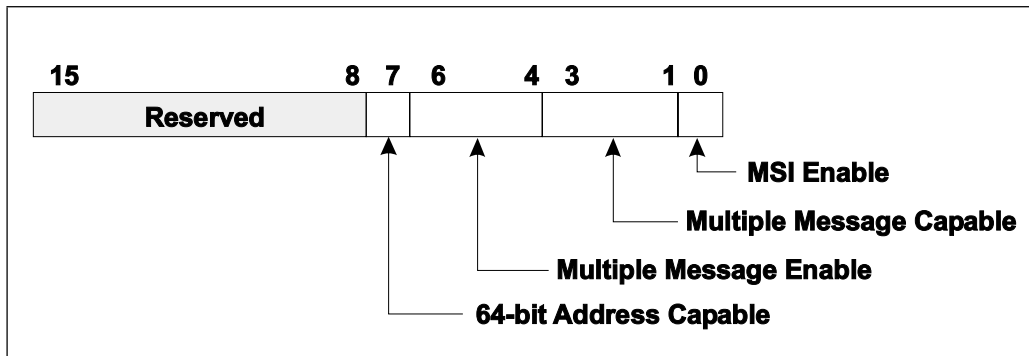 15 8 7 6 4 3 1 0
Reserved
MSI Enable
Multiple Message Capable
Multiple Message Enable
64-bit Address Capable